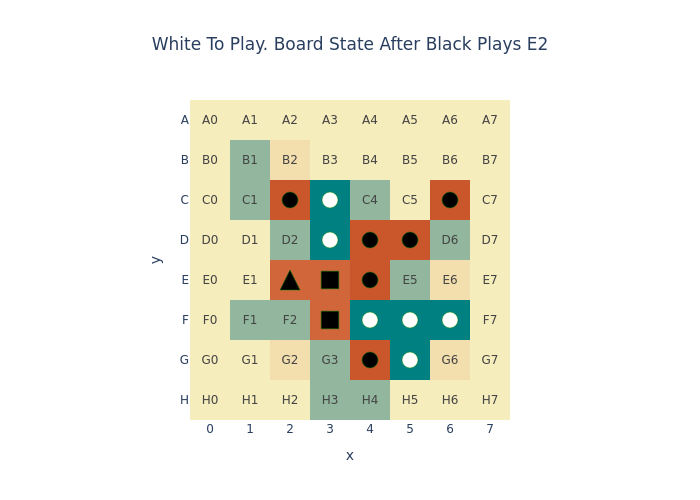 White To Play. Board State After Black Plays E2
A A0 A1 A2 A3 A4 A5 A6 A7
B B0 B1 B2 B3 B4 B5 B6 B7
C C0 C1 C4 C5 C7
D D0 D1 D2 D6 D7
E E0 E1 E5 E6 E7
F F0 F1 F2 F7
G G0 G1 G2 G3 G6 G7
H H0 H1 H2 H3 H4 H5 H6 H7
0 1 2 3 4 5 6 7
x
y